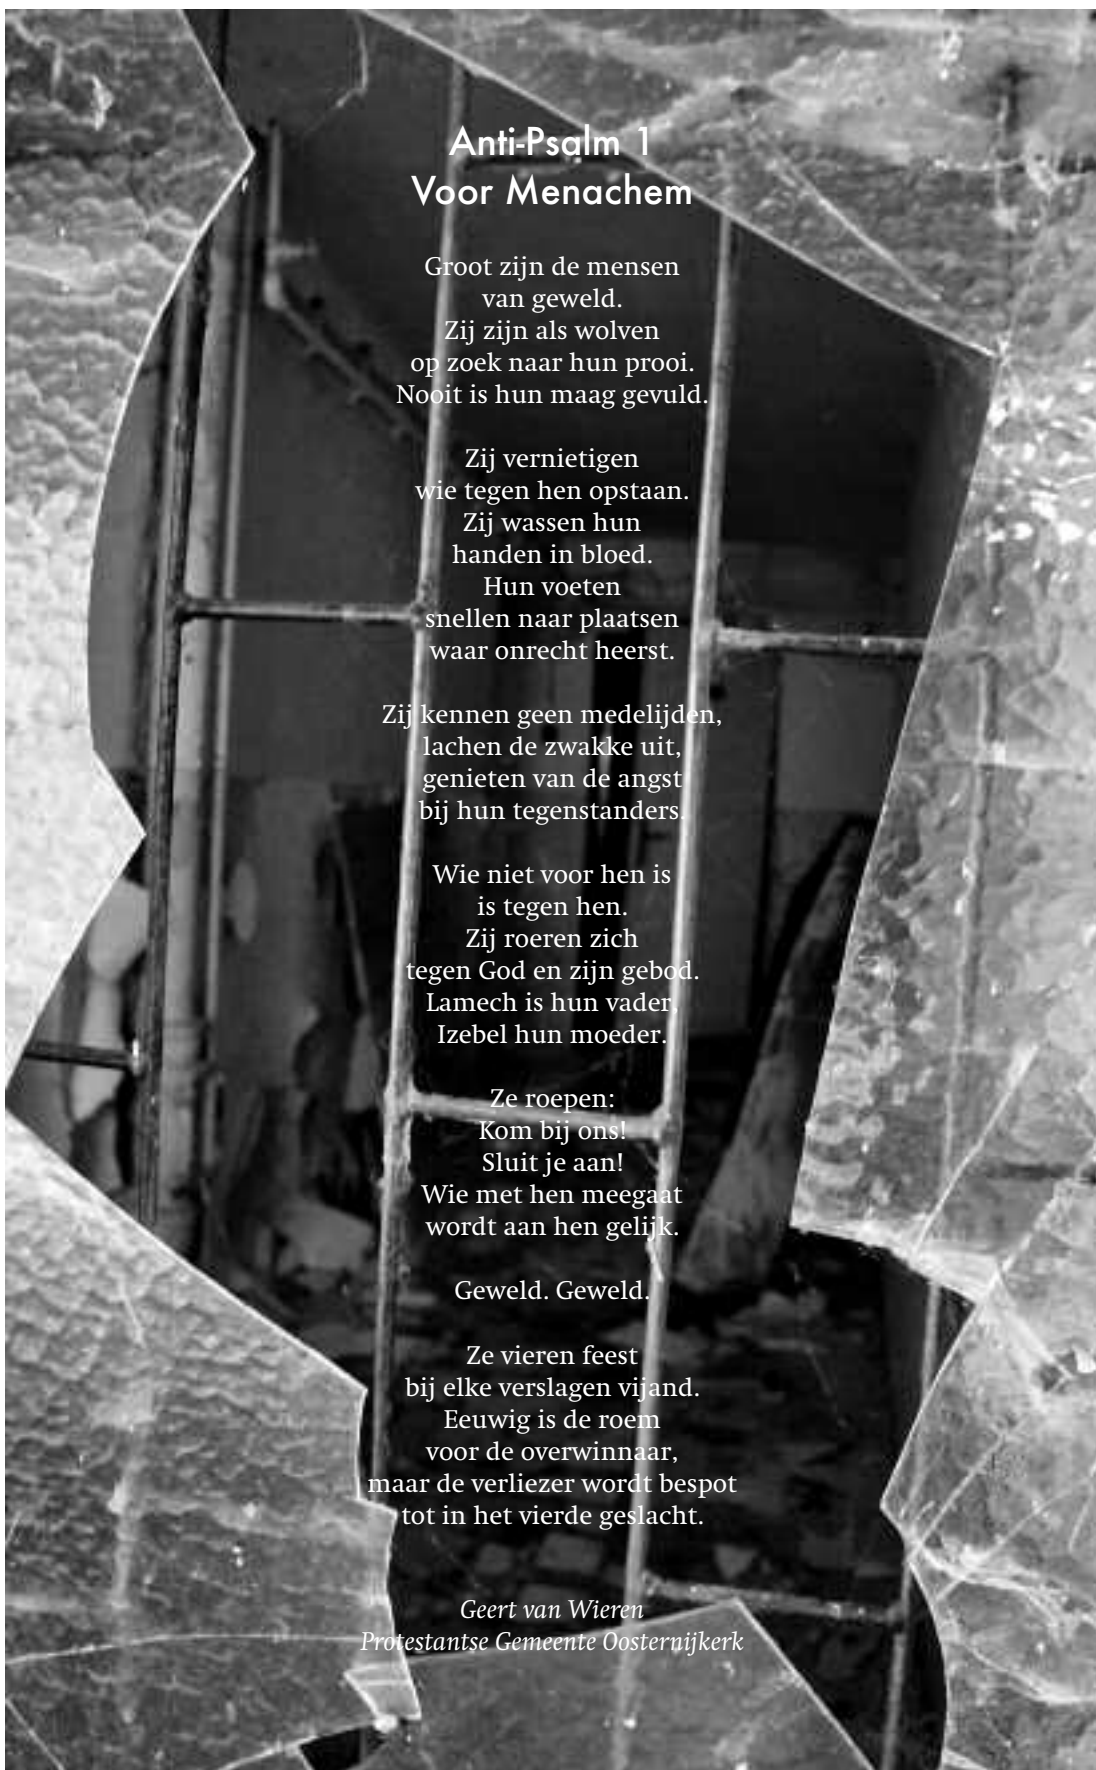 Anti-Psalm 1
Voor Menachem
Groot zijn de mensen
van geweld.
Zij zijn als wolven
op zoek naar hun prooi.
Nooit is hun maag gevuld.
Zij vernietigen
wie tegen hen opstaan.
Zij wassen hun
handen in bloed.
Hun voeten
snellen naar plaatsen
waar onrecht heerst.
Zij kennen geen medelijden,
lachen de zwakke uit,
genieten van de angst
bij hun tegenstanders.
Wie niet voor hen is
is tegen hen.
Zij roeren zich
tegen God en zijn gebod.
Lamech is hun vader,
Izebel hun moeder.
Ze roepen:
Kom bij ons!
Sluit je aan!
Wie met hen meegaat
wordt aan hen gelijk.
Geweld. Geweld.
Ze vieren feest
bij elke verslagen vijand.
Eeuwig is de roem
voor de overwinnaar,
maar de verliezer wordt bespot
tot in het vierde geslacht.
Geert van Wieren
Protestantse Gemeente Oosternijkerk